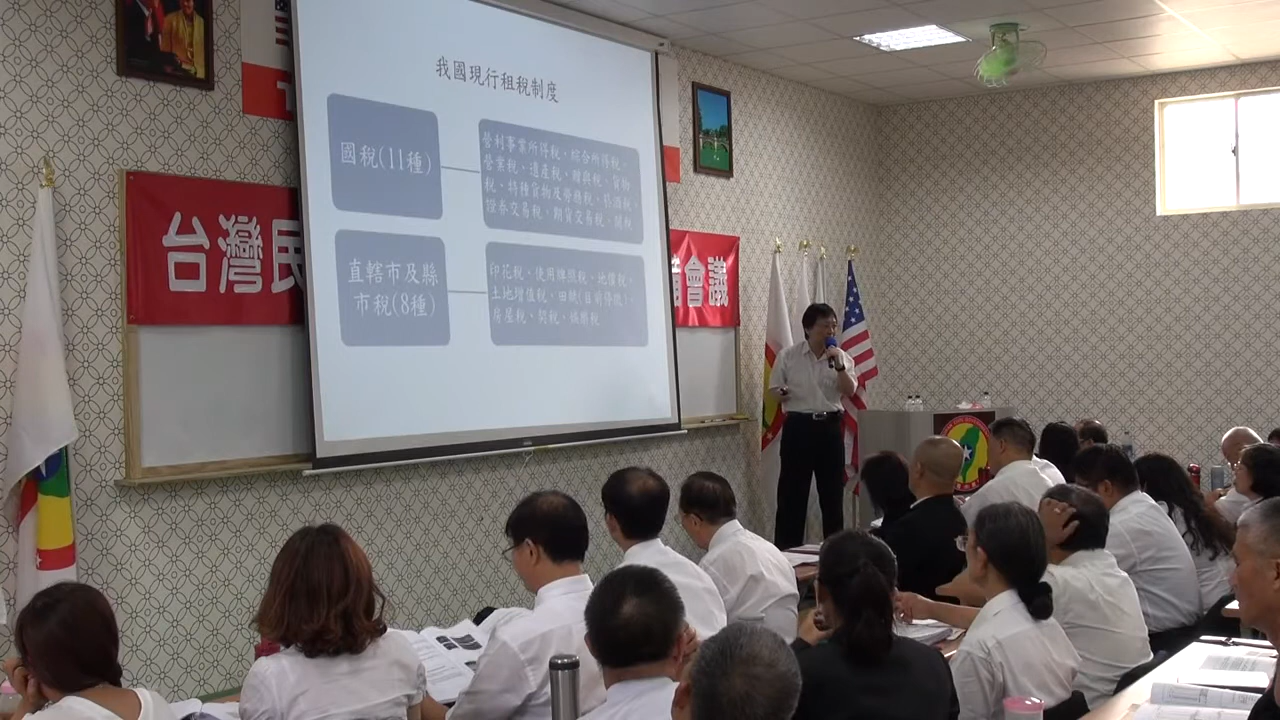 我國現行租稅制度
國稅(11種)
營利事業所得稅、綜合所得稅、
營業稅、遺產稅、贈與稅、貨物
稅、特種貨物及勞務稅、菸酒稅、
證券交易稅、期貨交易稅、關稅
直轄市及縣
市稅(8種)
印花稅、使用牌照稅、地價稅、
土地增值稅、田賦(目前停徵)、
房屋稅、契稅、娛樂稅
台灣民
會議